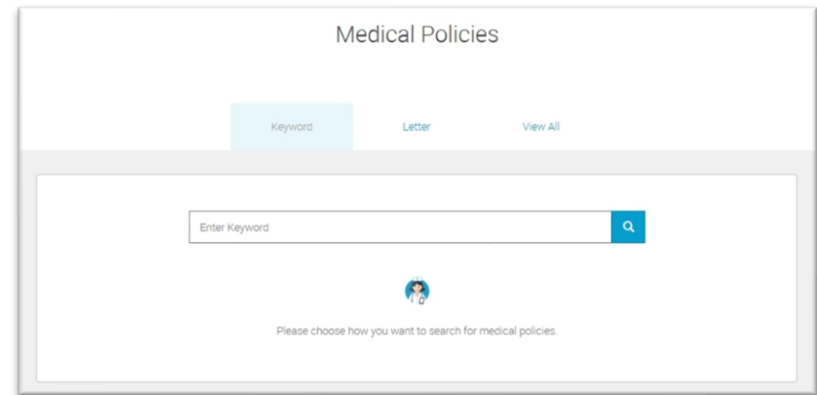 Medical Policies
Keyword
Letter
View All
Enter Keyword
Please choose how you want to search for medical policies.